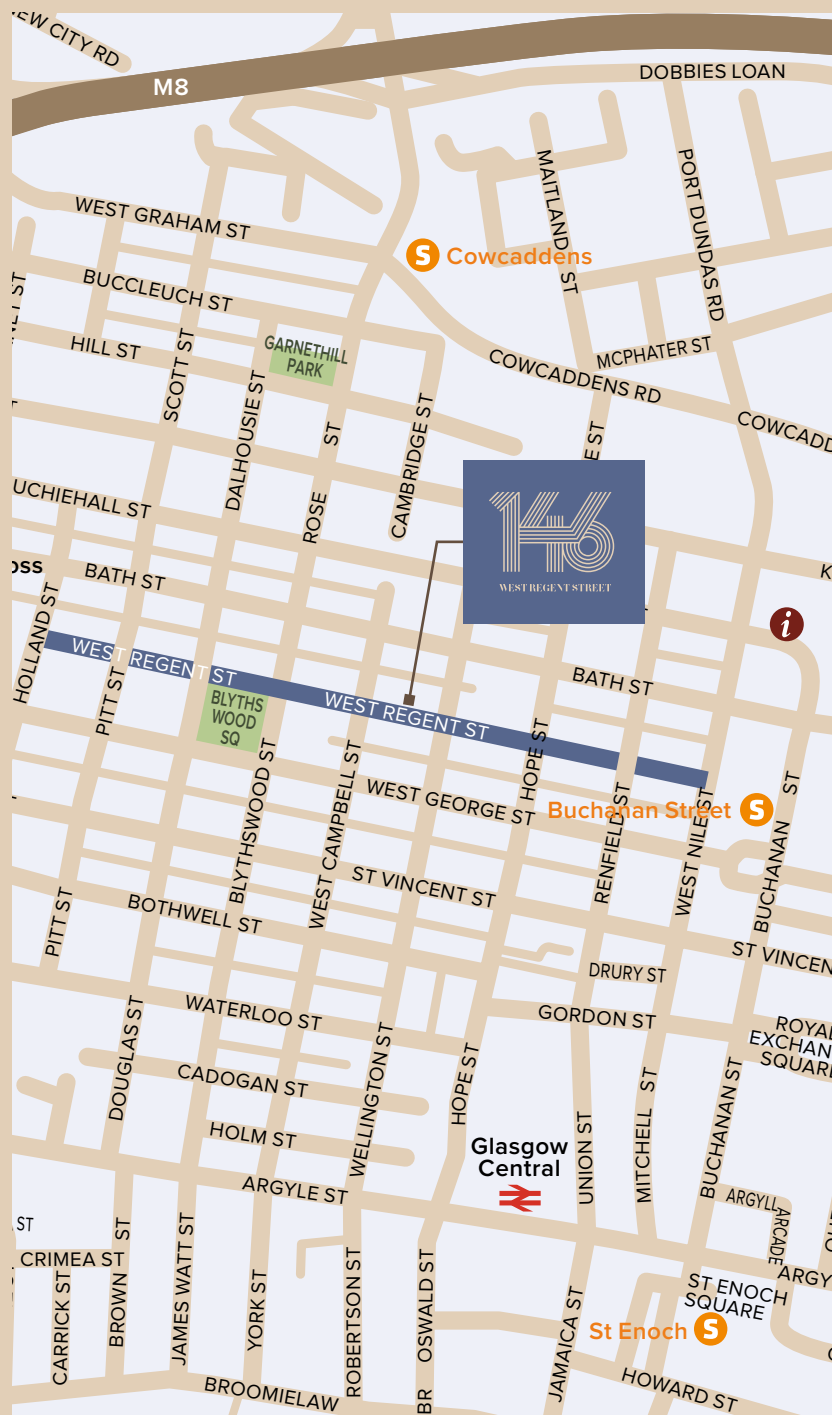 EW CITY RD
M8
DOBBIES LOAN
MAITLAND ST
PORT DUNDAS RD
WEST GRAHAM ST
S Cowcaddens
BUCCLEUCH ST
HILL ST
GARNETHILL
PARK
SCOTT ST
MCPHATER ST
COWCADDENS RD
DALHOUSIE ST
CAMBRIDGE ST
ROSE ST
E ST
COWCADD
UCHIEHALL ST
146
WEST REGENT STREET
OSS
BATH ST
K
i
HOLLAND ST
WEST REGENT ST
PITT ST
BLYTHS
WOOD
SQ
WEST REGENT ST
BATH ST
HOPE ST
BLYTHSWOOD ST
WEST CAMPBELL ST
WEST GEORGE ST
Buchanan Street S
RENFIELD ST
WEST NILE ST
BUCHANAN ST
ST VINCENT ST
PITT ST
BOTHWELL ST
ST VINCEN
DRURY ST
WATERLOO ST
GORDON ST
ROYAL
EXCHAN
SQUARE
DOUGLAS ST
CADOGAN ST
WELLINGTON ST
HOPE ST
HOLM ST
Glasgow
Central
UNION ST
MITCHELL ST
BUCHANAN ST
ARGYLE ST
ARGYLL
ARCADE
ST
CRIMEA ST
CARRICK ST
BROWN ST
JAMES WATT ST
YORK ST
ROBERTSON ST
OSWALD ST
BR
JAMAICA ST
ARGY
ST ENOCH
SQUARE
St Enoch S
HOWARD ST
BROOMIELAW